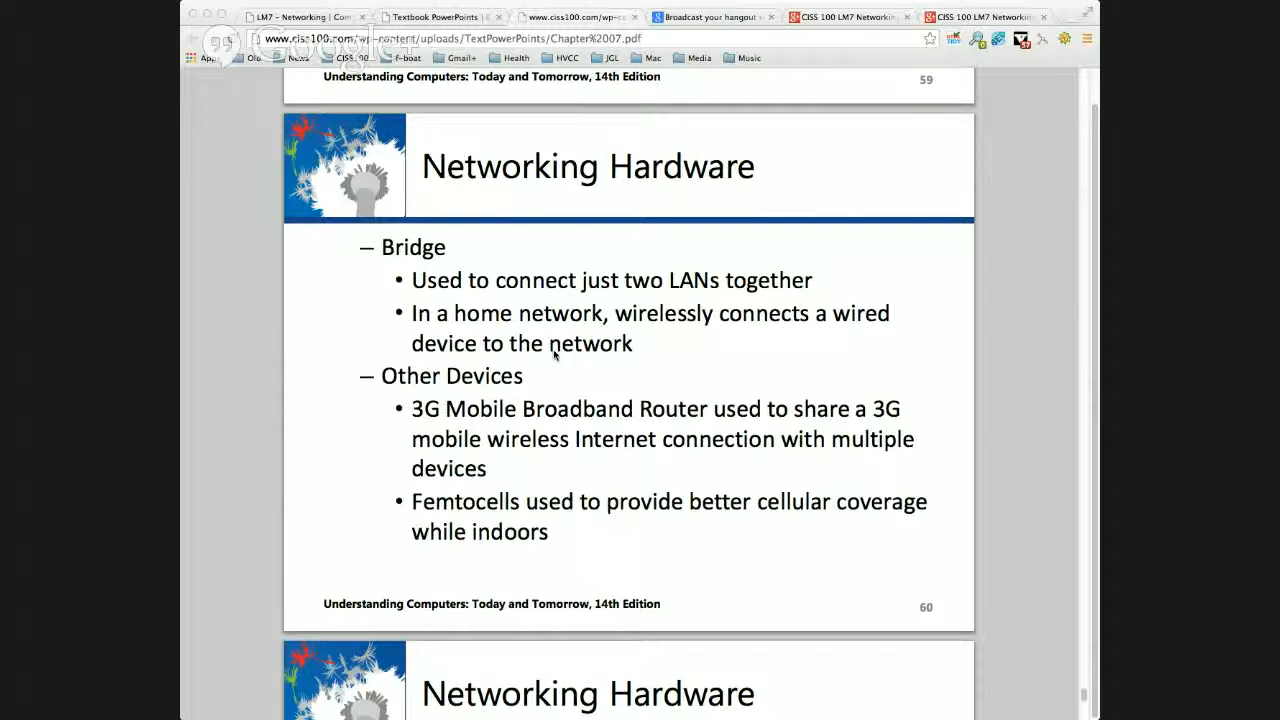 LM7 - Networking | Com
Textbook PowerPoints |
www.ciss100.com/wp-co
Broadcast your hangout
CISS 100 LM7 Networkin
CISS 100 LM7 Networkin
www.ciss100.com/wp-content/uploads/TextPowerPoints/Chapter%2007.pdf
Google+
Apps
News
CISS100
f-boat
Gmail+
Health
HVCC
JGL
Mac
Media
Music
Understanding Computers: Today and Tomorrow, 14th Edition
59
Networking Hardware
– Bridge
• Used to connect just two LANs together
• In a home network, wirelessly connects a wired
device to the network
– Other Devices
• 3G Mobile Broadband Router used to share a 3G
mobile wireless Internet connection with multiple
devices
• Femtocells used to provide better cellular coverage
while indoors
Understanding Computers: Today and Tomorrow, 14th Edition
60
Networking Hardware